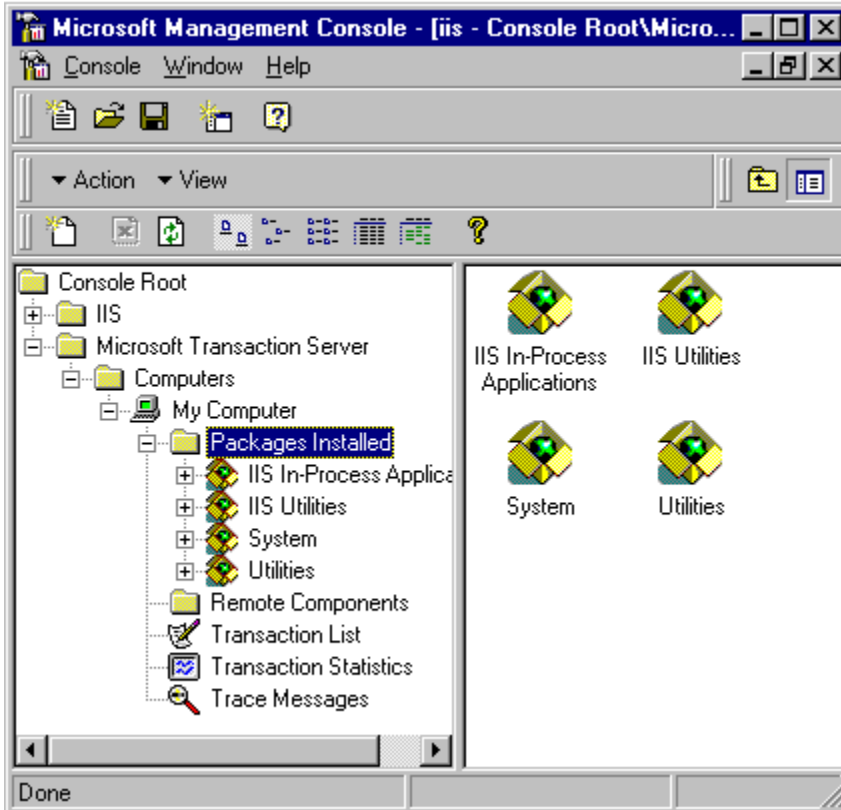 Microsoft Management Console - [iis - Console Root\Micro...
Console Window Help
Action View
Console Root
IIS
Microsoft Transaction Server
Computers
My Computer
Packages Installed
IIS In-Process Applica
IIS Utilities
System
Utilities
Remote Components
Transaction List
Transaction Statistics
Trace Messages
IIS In-Process
Applications
IIS Utilities
System
Utilities
Done